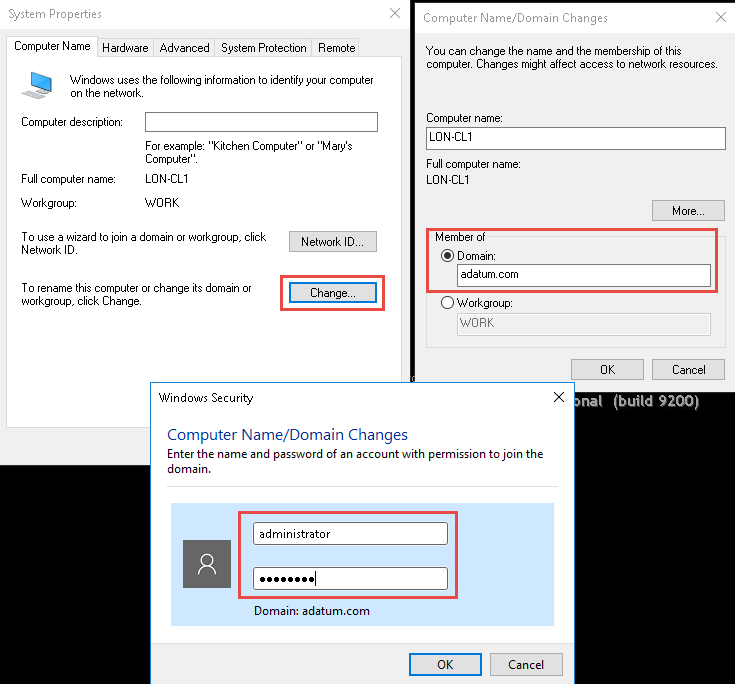 System Properties
Computer Name
Hardware
Advanced
System Protection
Remote
Windows uses the following information to identify your computer
on the network.
Computer description:
For example: "Kitchen Computer" or "Mary's
Computer".
Full computer name:
LON-CL1
Workgroup:
WORK
To use a wizard to join a domain or workgroup, click
Network ID.
Network ID...
To rename this computer or change its domain or
workgroup, click Change.
Change...
Computer Name/Domain Changes
You can change the name and the membership of this
computer. Changes might affect access to network resources.
Computer name:
LON-CL1
Full computer name:
LON-CL1
More...
Member of
Domain:
adatum.com
Workgroup:
WORK
OK
Cancel
onal (build 9200)
Windows Security
Computer Name/Domain Changes
Enter the name and password of an account with permission to join the
domain.
administrator
●●●●●●●●
Domain: adatum.com
OK
Cancel